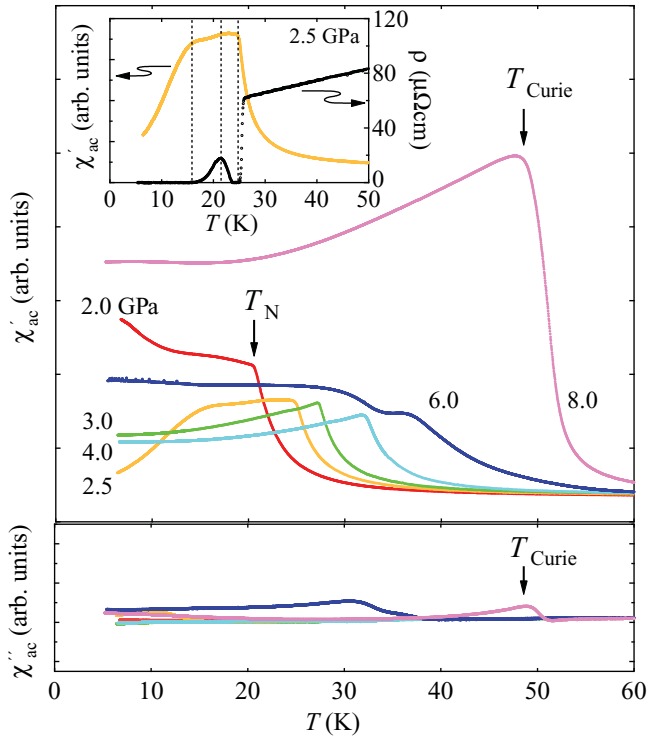 2.5 GPa
χ′ac (arb. units)
120
80
40
0
ρ (μΩcm)
0 10 20 30 40 50
T (K)
TCurie
χ′ac (arb. units)
2.0 GPa
TN
3.0
4.0
2.5
6.0
8.0
χ″ac (arb. units)
TCurie
0 10 20 30 40 50 60
T (K)